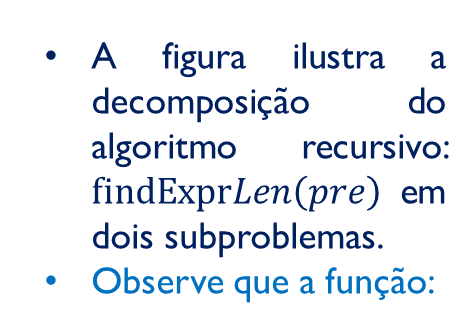 • A figura ilustra a
decomposição do
algoritmo recursivo:
findExprLen(pre) em
dois subproblemas.
• Observe que a função: